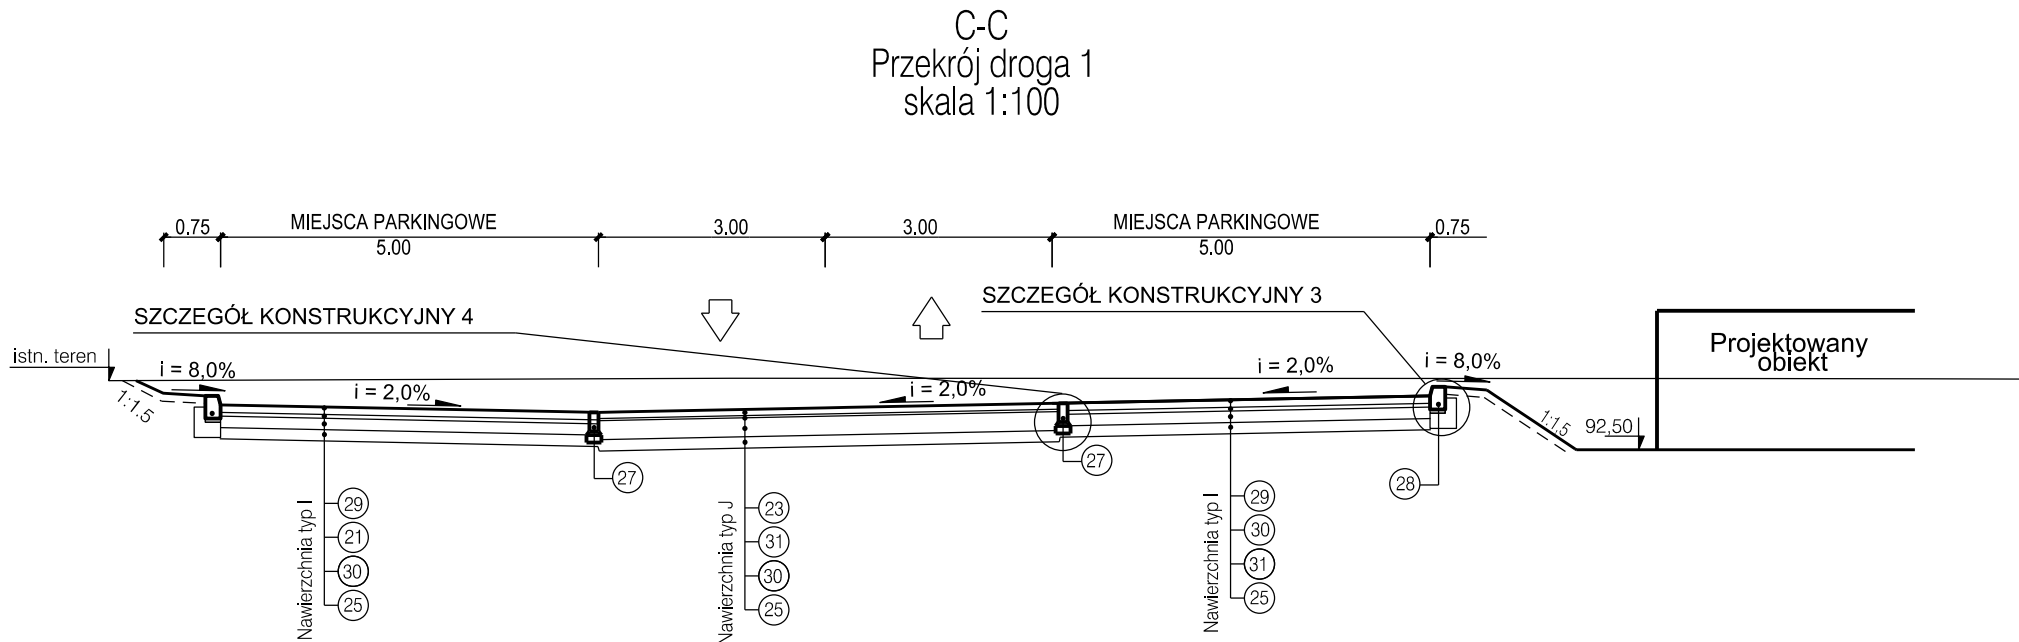 C-C
Przekrój droga 1
skala 1:100
0.75
MIEJSCA PARKINGOWE
5.00
3.00
3.00
MIEJSCA PARKINGOWE
5.00
0.75
SZCZEGÓŁ KONSTRUKCYJNY 4
SZCZEGÓŁ KONSTRUKCYJNY 3
istn. teren
i = 8,0%
i = 2,0%
i = 2,0%
i = 2,0%
i = 8,0%
Projektowany
obiekt
1:1.5
1:1,5
92,50
27
27
28
Nawierzchnia typ I
29
21
30
25
Nawierzchnia typ J
23
31
30
25
Nawierzchnia typ I
29
30
31
25